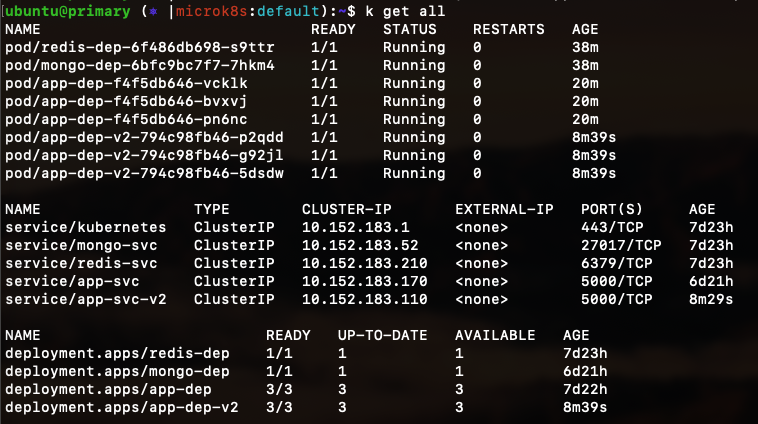 ubuntu@primary (⎈ |microk8s:default):~$ k get all
NAME                             READY   STATUS    RESTARTS   AGE
pod/redis-dep-6f486db698-s9ttr   1/1     Running   0          38m
pod/mongo-dep-6bfc9bc7f7-7hkm4   1/1     Running   0          38m
pod/app-dep-f4f5db646-vcklk      1/1     Running   0          20m
pod/app-dep-f4f5db646-bvxvj      1/1     Running   0          20m
pod/app-dep-f4f5db646-pn6nc      1/1     Running   0          20m
pod/app-dep-v2-794c98fb46-p2qdd  1/1     Running   0          8m39s
pod/app-dep-v2-794c98fb46-g92jl  1/1     Running   0          8m39s
pod/app-dep-v2-794c98fb46-5dsdw  1/1     Running   0          8m39s
NAME                 TYPE        CLUSTER-IP       EXTERNAL-IP   PORT(S)     AGE
service/kubernetes   ClusterIP   10.152.183.1     <none>        443/TCP     7d23h
service/mongo-svc    ClusterIP   10.152.183.52    <none>        27017/TCP   7d23h
service/redis-svc    ClusterIP   10.152.183.210   <none>        6379/TCP    7d23h
service/app-svc      ClusterIP   10.152.183.170   <none>        5000/TCP    6d21h
service/app-svc-v2   ClusterIP   10.152.183.110   <none>        5000/TCP    8m29s
NAME                         READY   UP-TO-DATE   AVAILABLE   AGE
deployment.apps/redis-dep    1/1     1            1           7d23h
deployment.apps/mongo-dep    1/1     1            1           6d21h
deployment.apps/app-dep      3/3     3            3           7d22h
deployment.apps/app-dep-v2   3/3     3            3           8m39s